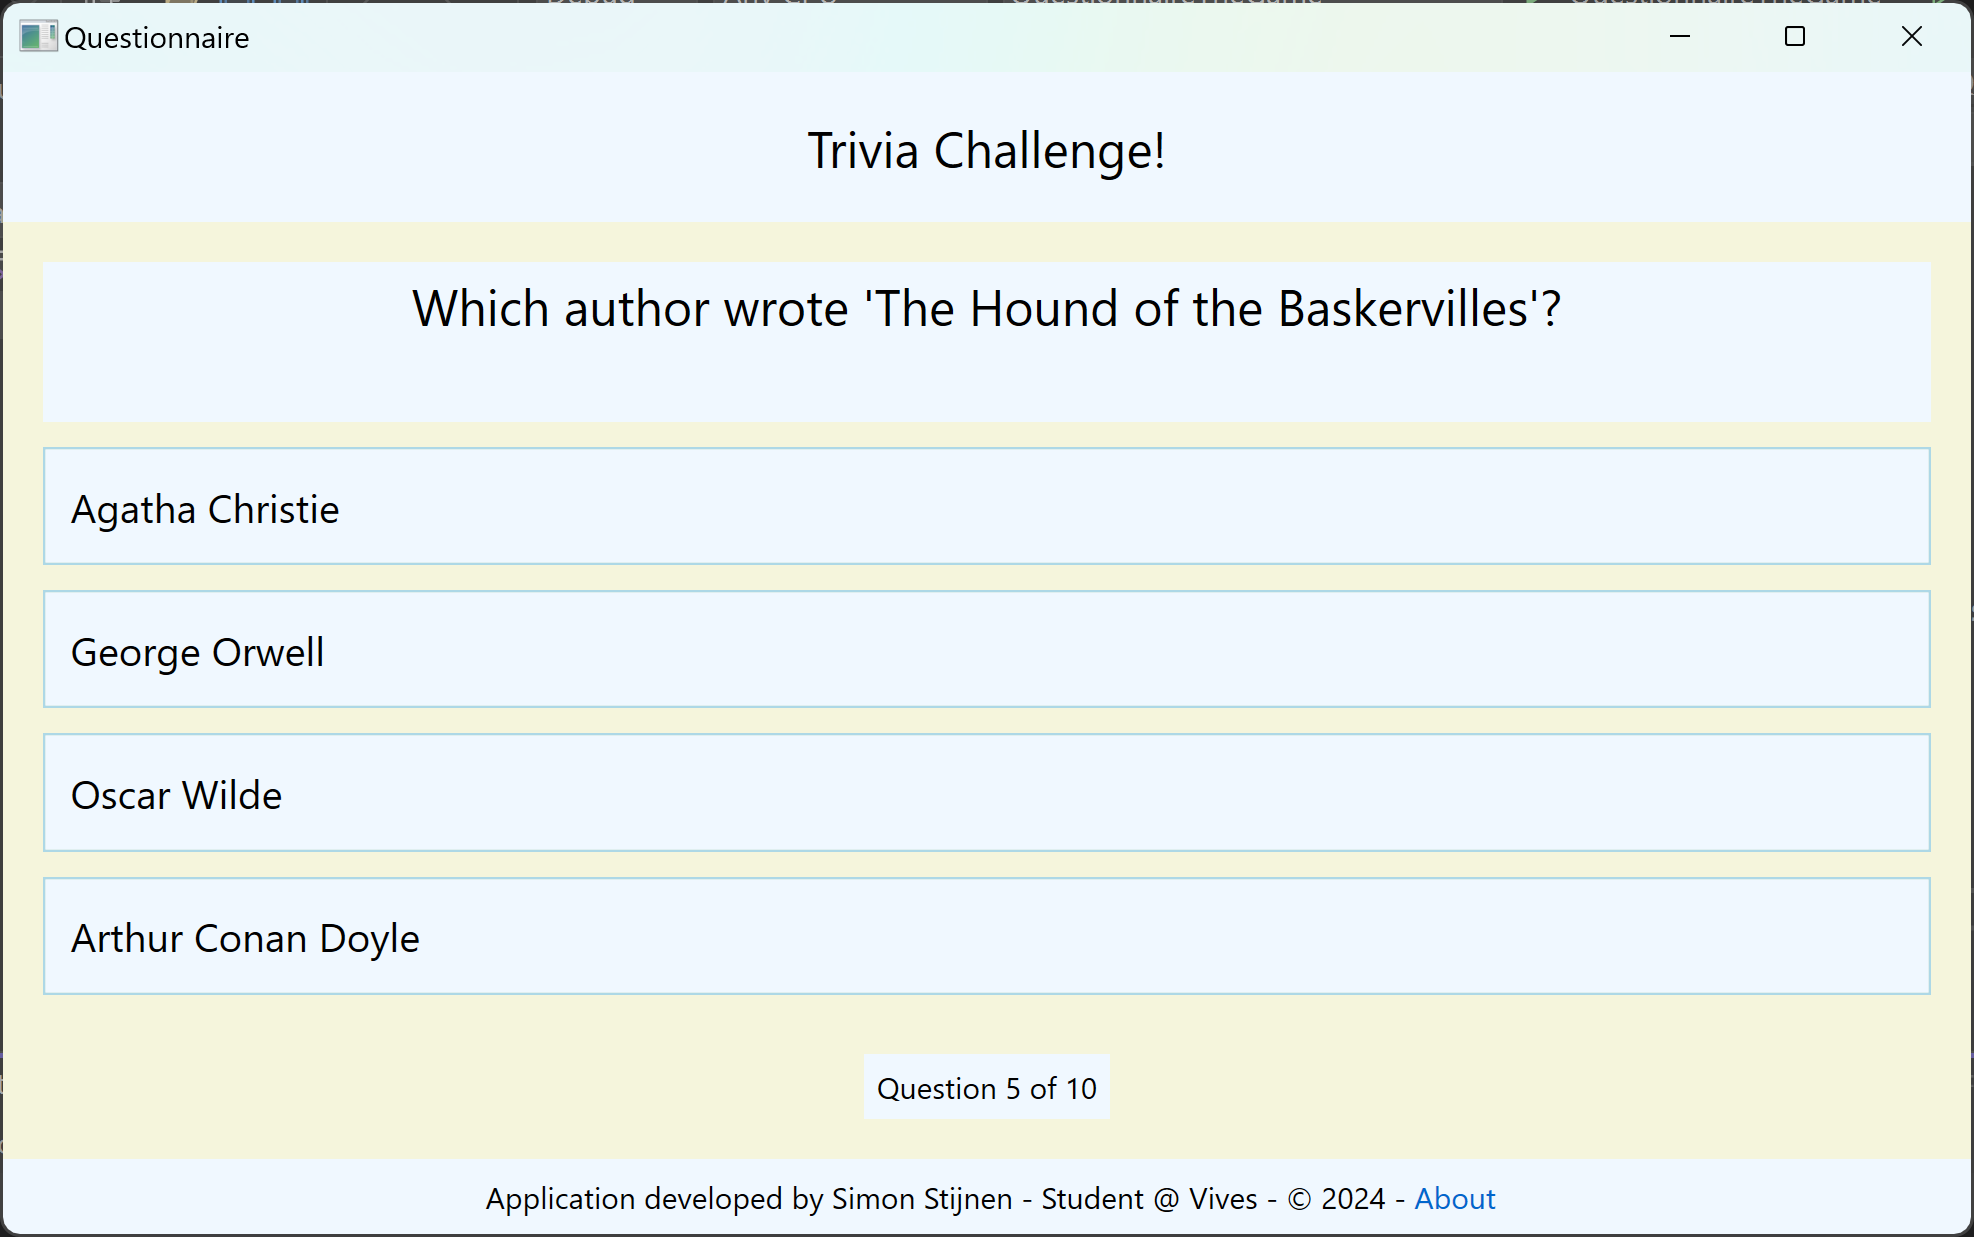 Questionnaire
Trivia Challenge!
Which author wrote 'The Hound of the Baskervilles'?
Agatha Christie
George Orwell
Oscar Wilde
Arthur Conan Doyle
Question 5 of 10
Application developed by Simon Stijnen - Student @ Vives - © 2024 - About